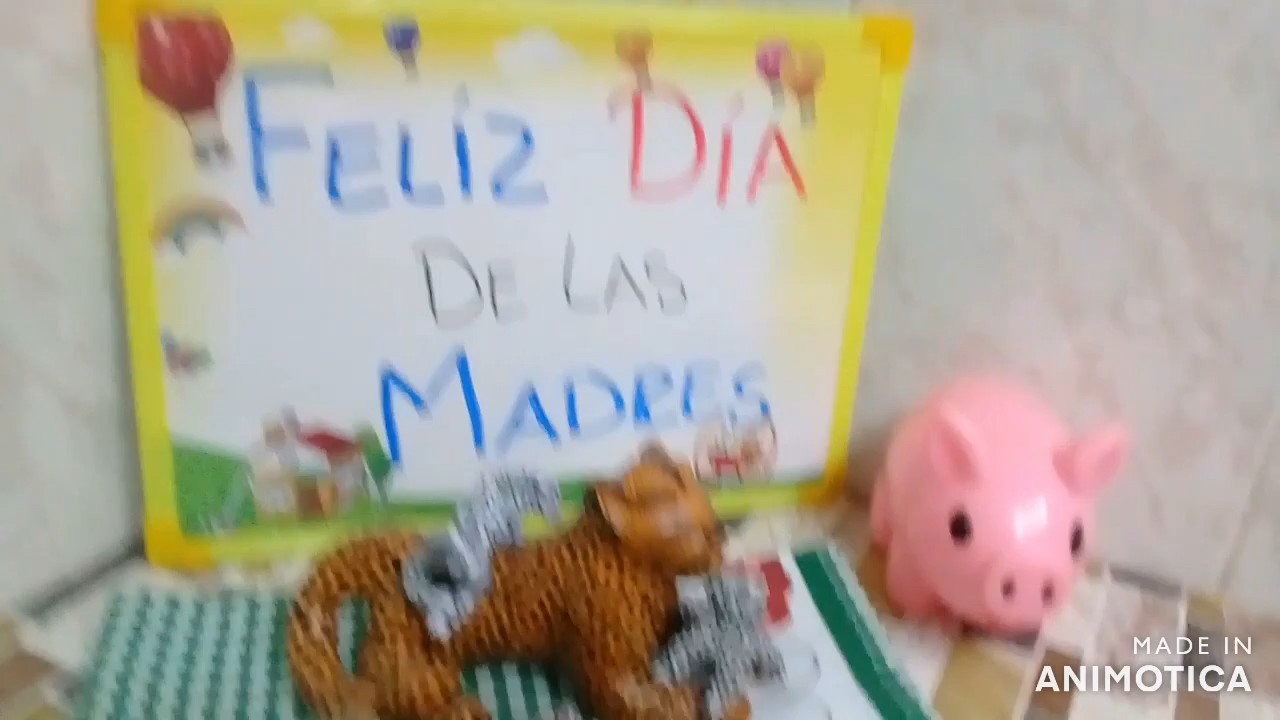 FELIZ DÍA
DE LAS
MADRES
MADE IN
ANIMOTICA